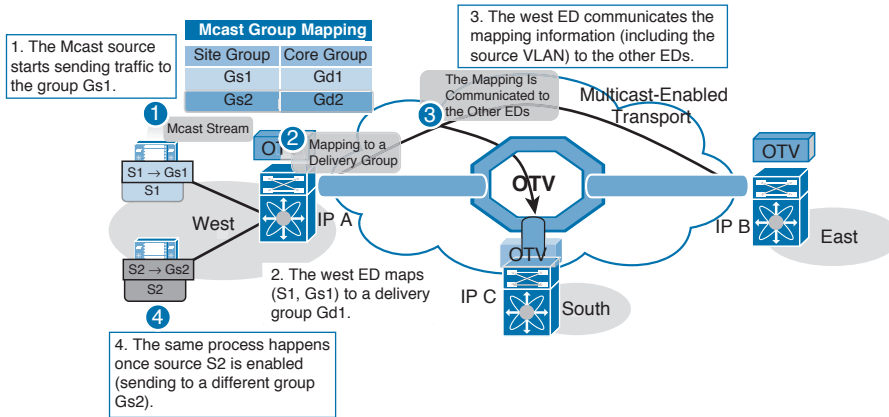 1. The Mcast source
starts sending traffic to
the group Gs1.
Mcast Group Mapping
Site Group Core Group
Gs1 Gd1
Gs2 Gd2
3. The west ED communicates the
mapping information (including the
source VLAN) to the other EDs.
The Mapping Is
Communicated to
the Other EDs
Multicast-Enabled
Transport
1
Mcast Stream
2
3
OTV
Mapping to a
Delivery Group
OTV
S1 → Gs1
S1
West
IP A
OTV
IP B
East
S2 → Gs2
S2
OTV
IP C
South
2. The west ED maps
(S1, Gs1) to a delivery
group Gd1.
4
4. The same process happens
once source S2 is enabled
(sending to a different group
Gs2).